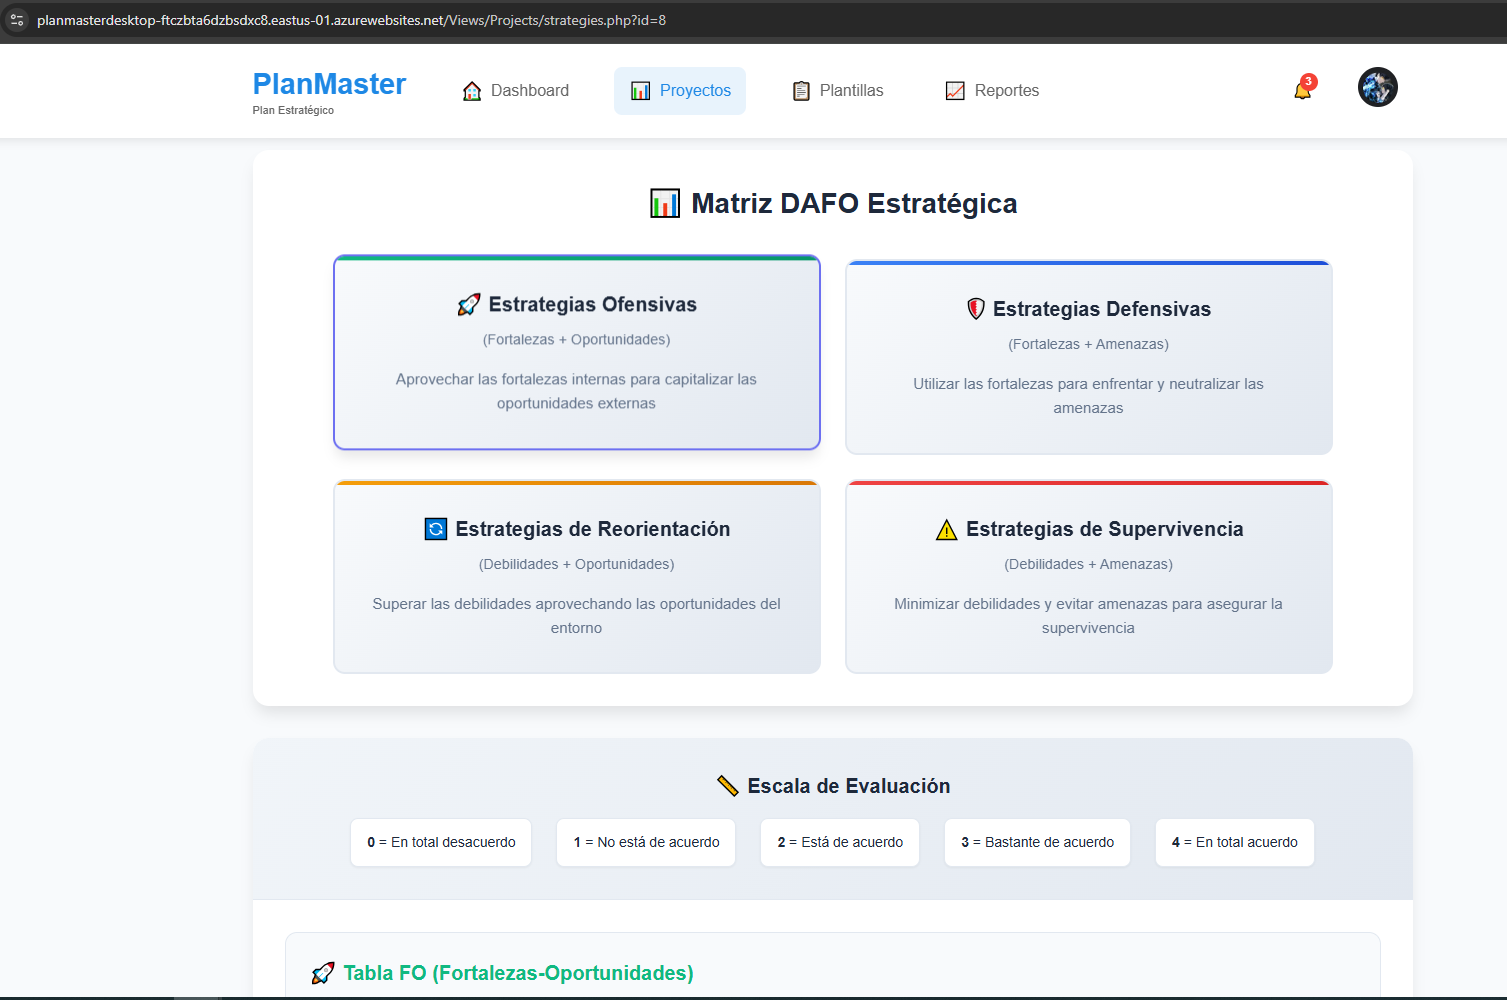 planmasterdesktop-ftczbta6dzbsdxc8.eastus-01.azurewebsites.net/Views/Projects/strategies.php?id=8
PlanMaster
Plan Estratégico
Dashboard
Proyectos
Plantillas
Reportes
3
Matriz DAFO Estratégica
Estrategias Ofensivas
(Fortalezas + Oportunidades)
Aprovechar las fortalezas internas para capitalizar las
oportunidades externas
Estrategias Defensivas
(Fortalezas + Amenazas)
Utilizar las fortalezas para enfrentar y neutralizar las
amenazas
Estrategias de Reorientación
(Debilidades + Oportunidades)
Superar las debilidades aprovechando las oportunidades del
entorno
Estrategias de Supervivencia
(Debilidades + Amenazas)
Minimizar debilidades y evitar amenazas para asegurar la
supervivencia
Escala de Evaluación
0 = En total desacuerdo
1 = No está de acuerdo
2 = Está de acuerdo
3 = Bastante de acuerdo
4 = En total acuerdo
Tabla FO (Fortalezas-Oportunidades)